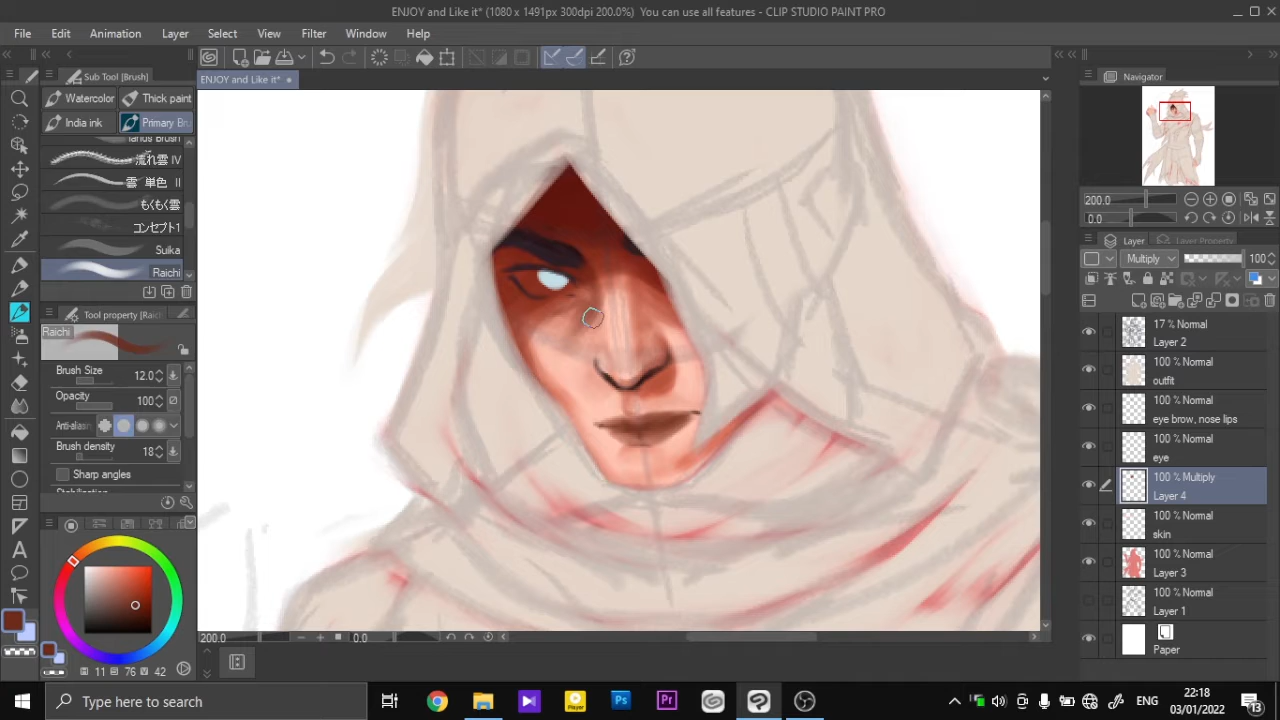 ENJOY and Like it* (1080 x 1491px 300dpi 200.0%) You can use all features - CLIP STUDIO PAINT PRO
File Edit Animation Layer Select View Filter Window Help
Sub Tool [Brush]
ENJOY and Like it*
Navigator
Watercolor Thick paint
India ink Primary Bru
流れ雲 Ⅳ
雲 単色 Ⅱ
もくもく雲
コンセプト1
Suika
Raichi
Tool property [Raich
Raichi
Brush Size 12.0
Opacity 100
Anti-aliasing
Brush density 18
Sharp angles
11 76 42
200.0
0.0
200.0
0.0
Layer Layer Property
Multiply 100
17 % Normal
Layer 2
100 % Normal
outfit
100 % Normal
eye brow, nose lips
100 % Normal
eye
100 % Multiply
Layer 4
100 % Normal
skin
100 % Normal
Layer 3
100 % Normal
Layer 1
Paper
Type here to search
Player
Ps
Pr
ENG
22:18
03/01/2022
13